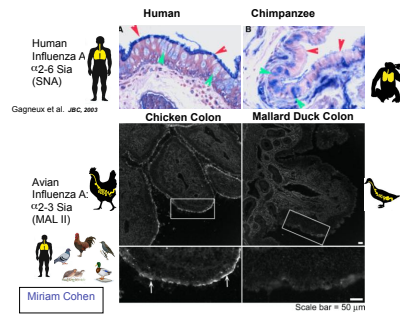 Human
Chimpanzee
A
B
Human
Influenza A
α2-6 Sia
(SNA)
Gagneux et al. JBC, 2003
Chicken Colon
Mallard Duck Colon
Avian
Influenza A:
α2-3 Sia
(MAL II)
Miriam Cohen
Scale bar = 50 µm